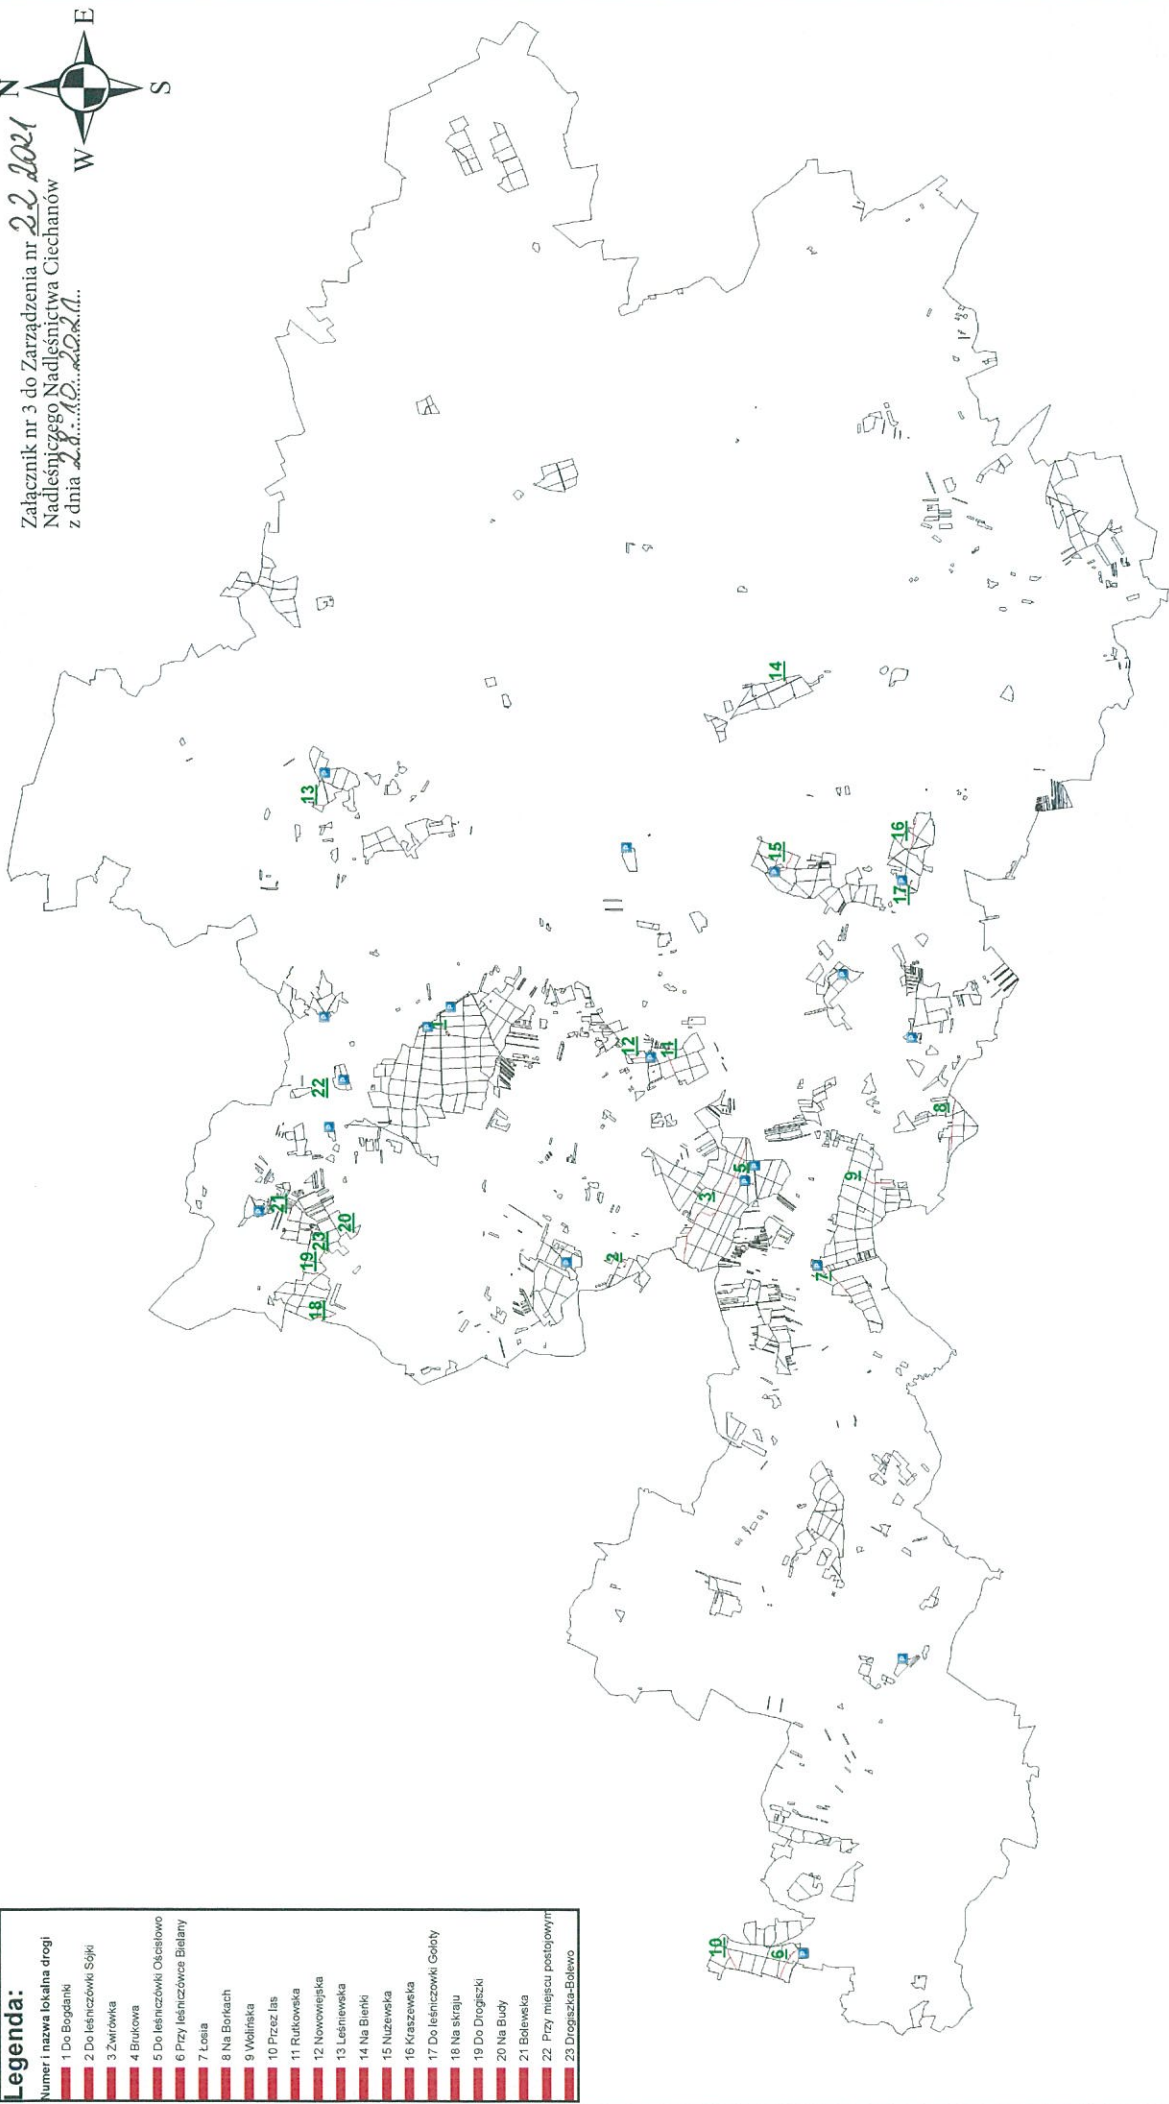 Załącznik nr 3 do Zarządzenia nr 22 2021
Nadleśniczego Nadleśnictwa Ciechanów
z dnia 28.10.2021
N
E
S
W
Legenda:
Numer i nazwa lokalna drogi
1 Do Bogdanki
2 Do leśniczówki Sójki
3 Żwirówka
4 Brukowa
5 Do leśniczówki Ościsłowo
6 Przy leśniczówce Bielany
7 Łosia
8 Na Borkach
9 Wolińska
10 Przez las
11 Rutkowska
12 Nowowiejska
13 Leśniewska
14 Na Bieńki
15 Nużewska
16 Kraszewska
17 Do leśniczowki Gołoty
18 Na skraju
19 Do Drogiszki
20 Na Budy
21 Bolewska
22 Przy miejscu postojowym
23 Drogiszka-Bolewo
13
14
15
16
17
1
12
11
22
21
20
23
19
18
2
3
5
9
8
7
10
6